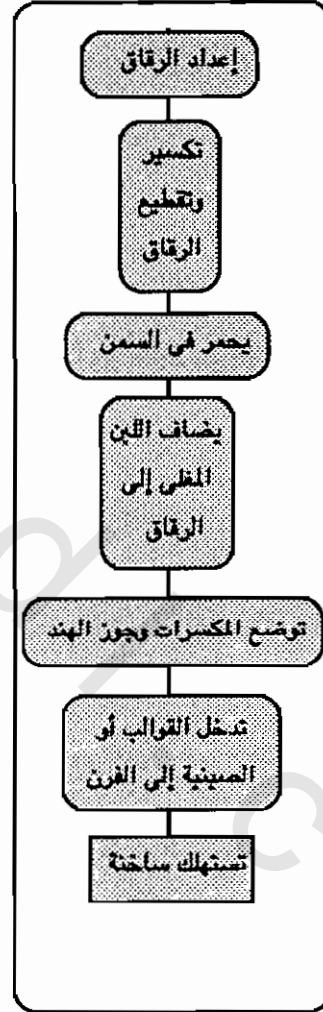 إعداد الرقاق
تكسير
وتقطيع
الرقاق
يحمر فى السمن
يضاف اللبن
المغلى إلى
الرقاق
توضع المكسرات وجوز الهند
تدخل القوالب أو
الصينية إلى الفرن
تستهلك ساخنة